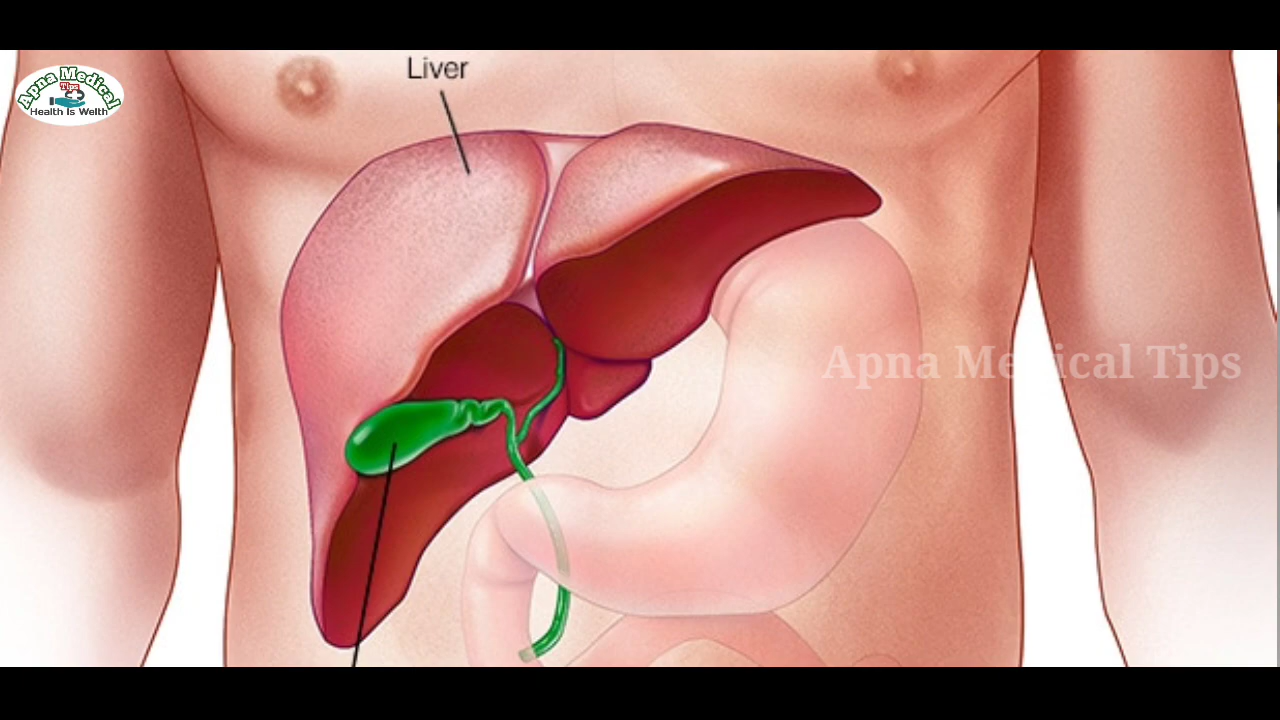 Liver
Apna Medical
Tips
Health Is Welth
Apna Medical Tips